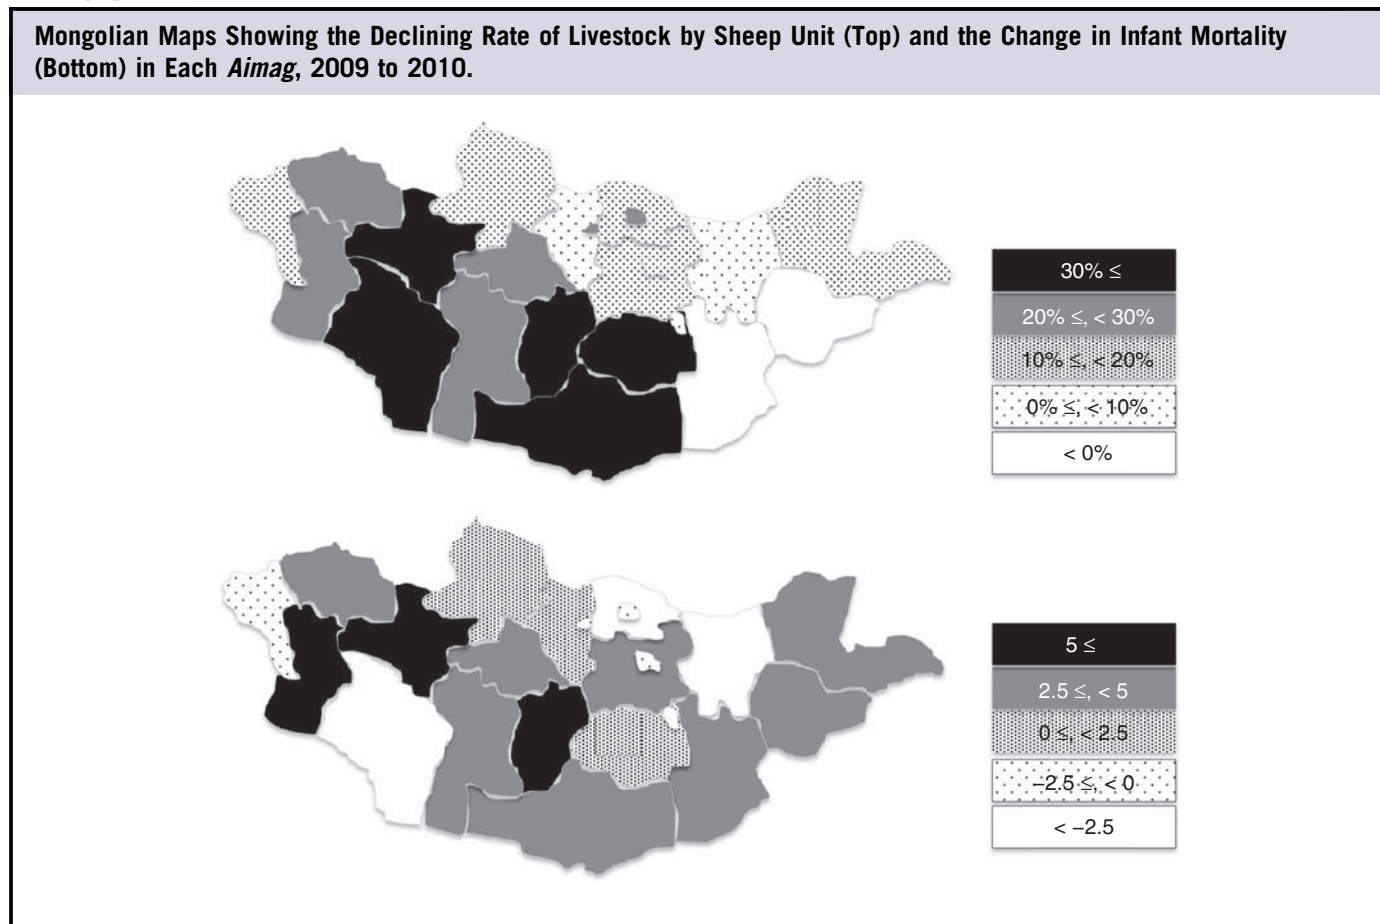 Mongolian Maps Showing the Declining Rate of Livestock by Sheep Unit (Top) and the Change in Infant Mortality
(Bottom) in Each Aimag, 2009 to 2010.
30% ≤
20% ≤, < 30%
10% ≤, < 20%
0% ≤, < 10%
< 0%
5 ≤
2.5 ≤, < 5
0 ≤, < 2.5
−2.5 ≤, < 0
< −2.5